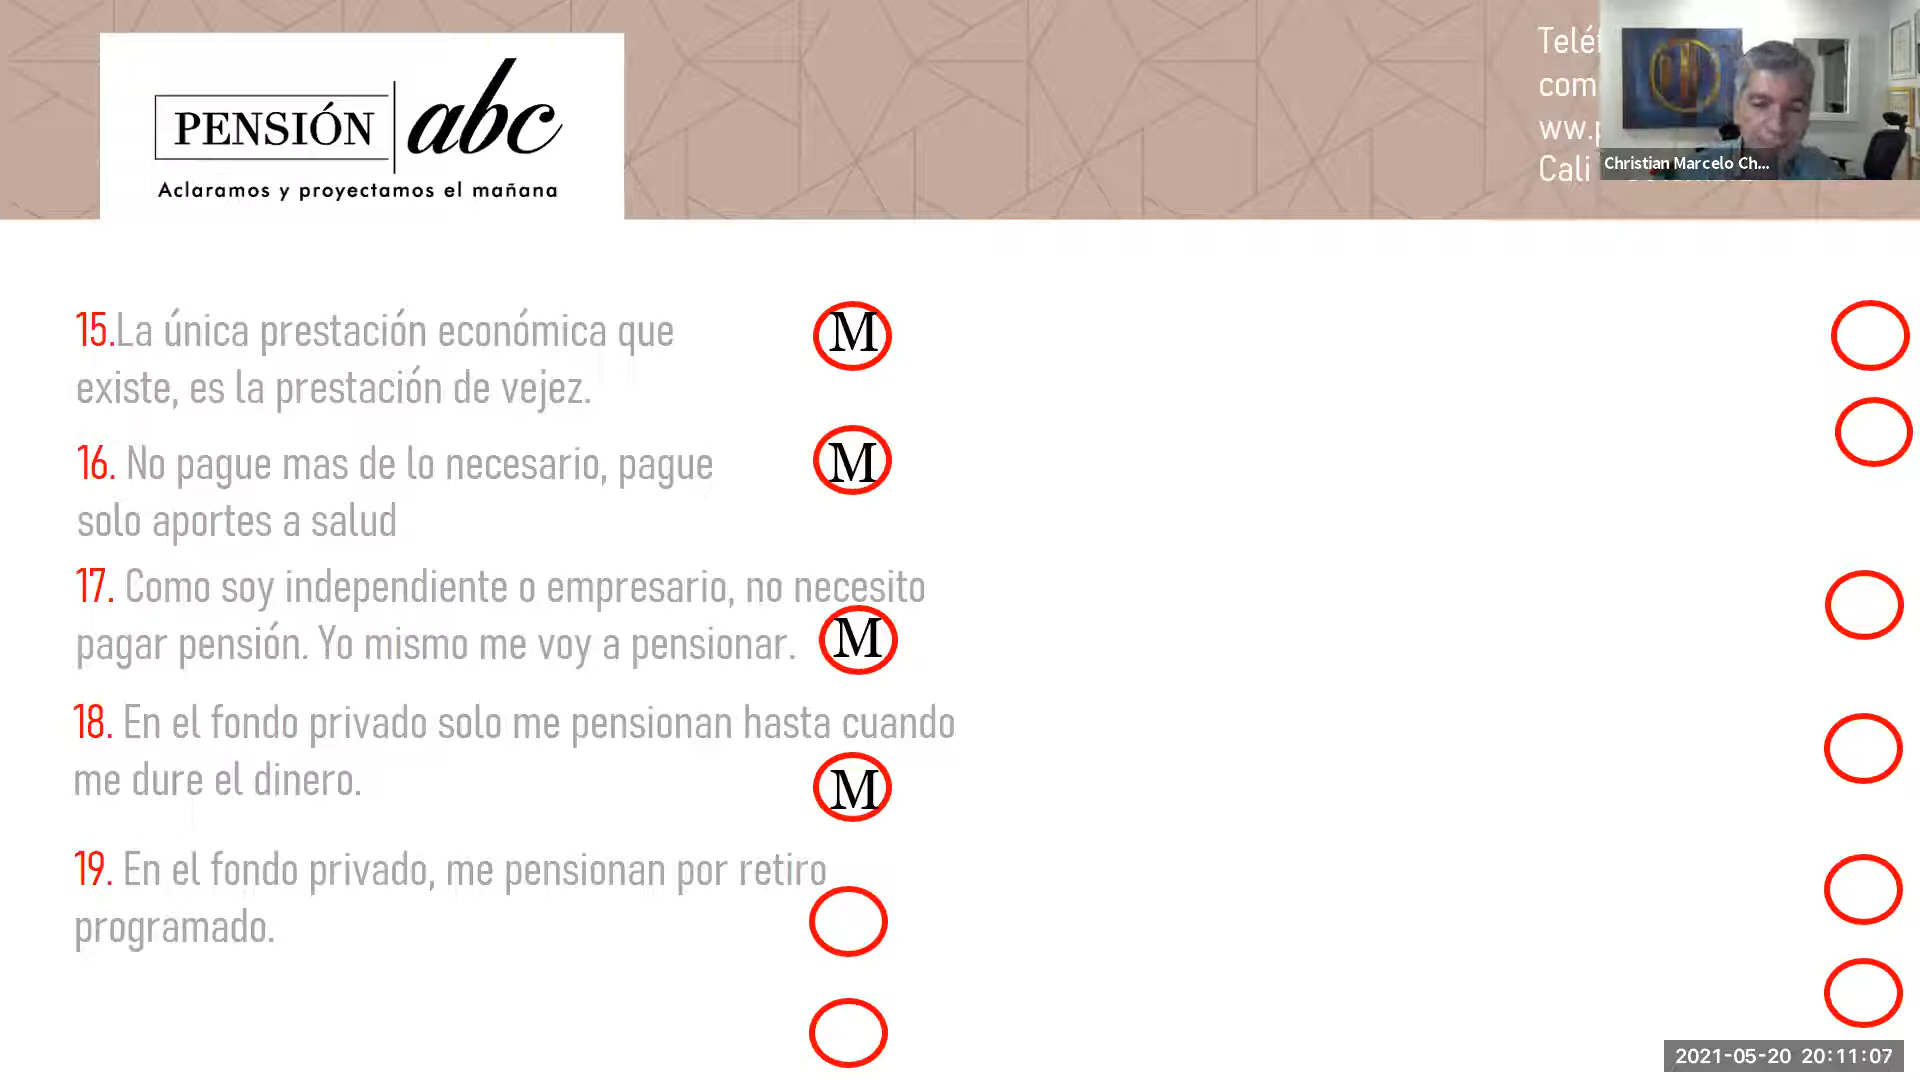 PENSIÓN abc
Aclaramos y proyectamos el mañana
Cali
Christian Marcelo Ch...
15.La única prestación económica que
existe, es la prestación de vejez.
M
16. No pague mas de lo necesario, pague
solo aportes a salud
M
17. Como soy independiente o empresario, no necesito
pagar pensión. Yo mismo me voy a pensionar.
M
18. En el fondo privado solo me pensionan hasta cuando
me dure el dinero.
M
19. En el fondo privado, me pensionan por retiro
programado.
2021-05-20 20:11:07